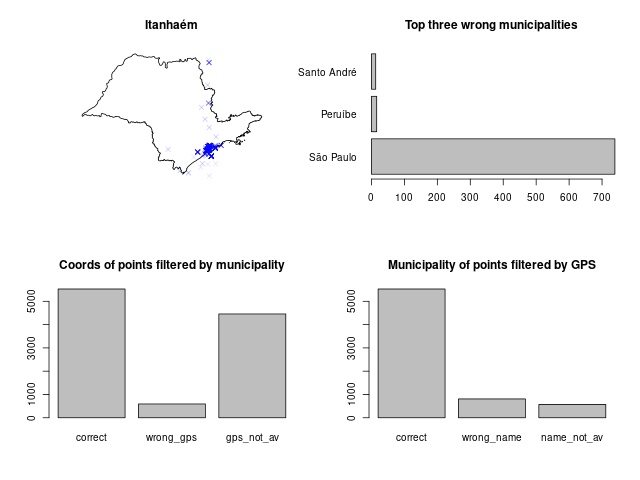 Itanhaém
Top three wrong municipalities
Santo André
Peruíbe
São Paulo
0 100 200 300 400 500 600 700
Coords of points filtered by municipality
0 1000 3000 5000
correct wrong_gps gps_not_av
Municipality of points filtered by GPS
0 1000 3000 5000
correct wrong_name name_not_av